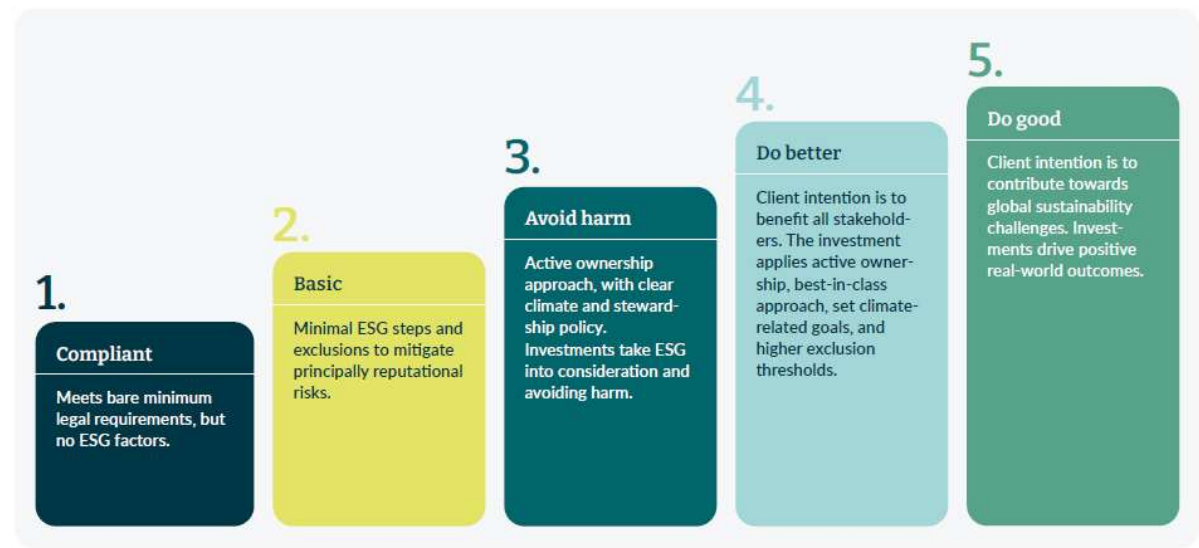 1.
Compliant
Meets bare minimum
legal requirements, but
no ESG factors.
2.
Basic
Minimal ESG steps and
exclusions to mitigate
principally reputational
risks.
3.
Avoid harm
Active ownership
approach, with clear
climate and steward-
ship policy.
Investments take ESG
into consideration and
avoiding harm.
4.
Do better
Client intention is to
benefit all stakehold-
ers. The investment
applies active owner-
ship, best-in-class
approach, set climate-
related goals, and
higher exclusion
thresholds.
5.
Do good
Client intention is to
contribute towards
global sustainability
challenges. Invest-
ments drive positive
real-world outcomes.